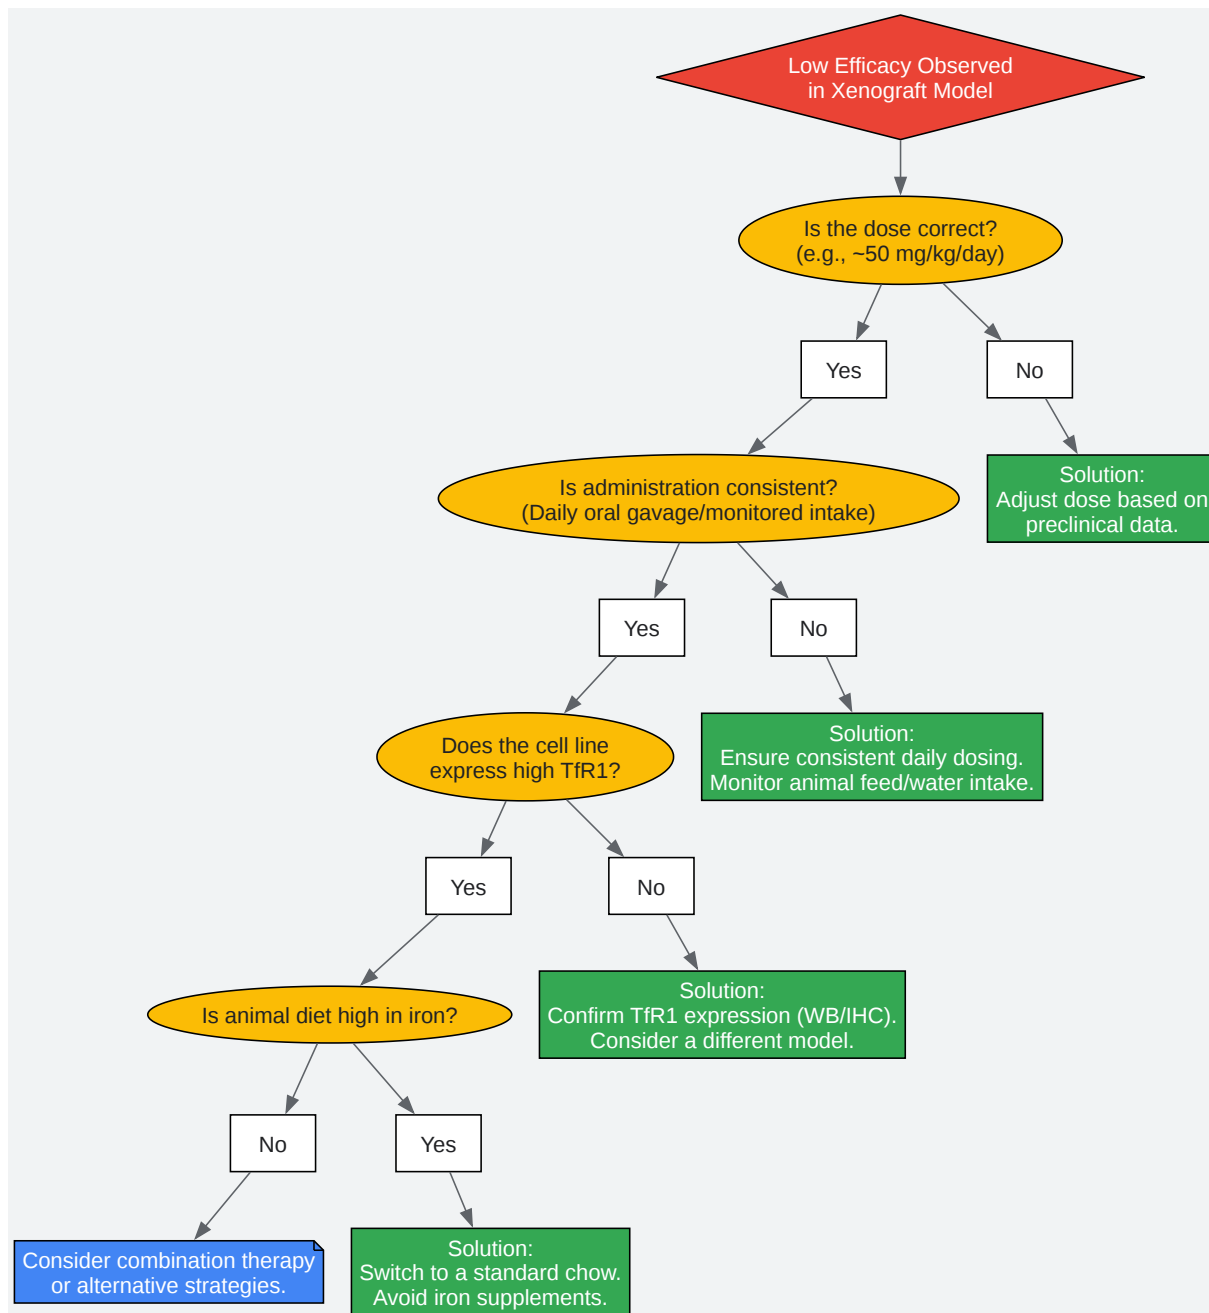 Low Efficacy Observed
in Xenograft Model
Is the dose correct?
(e.g., ~50 mg/kg/day)
Yes
No
Is administration consistent?
(Daily oral gavage/monitored intake)
Solution:
Adjust dose based on
preclinical data.
Yes
No
Does the cell line
express high TfR1?
Solution:
Ensure consistent daily dosing.
Monitor animal feed/water intake.
Yes
No
Is animal diet high in iron?
Solution:
Confirm TfR1 expression (WB/IHC).
Consider a different model.
No
Yes
Consider combination therapy
or alternative strategies.
Solution:
Switch to a standard chow.
Avoid iron supplements.